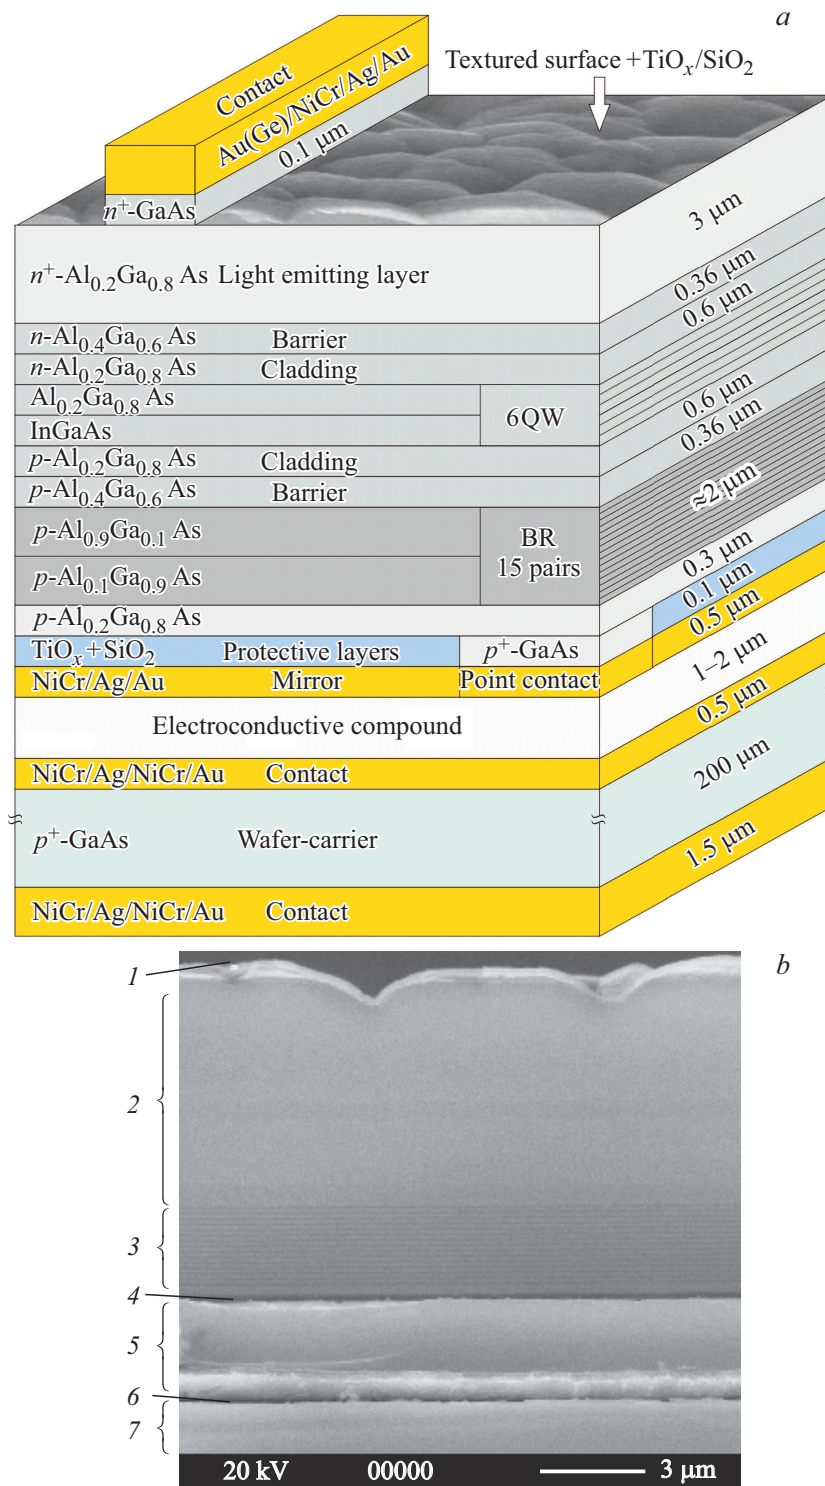 a
Textured surface + TiOₓ/SiO₂
Contact
Au(Ge)/NiCr/Ag/Au
0.1 μm
n⁺-GaAs
3 μm
n⁺-Al₀.₂Ga₀.₈ As Light emitting layer
0.36 μm
n-Al₀.₄Ga₀.₆ As Barrier
0.6 μm
n-Al₀.₂Ga₀.₈ As Cladding
Al₀.₂Ga₀.₈ As
6QW
InGaAs
0.6 μm
p-Al₀.₂Ga₀.₈ As Cladding
0.36 μm
p-Al₀.₄Ga₀.₆ As Barrier
≈2 μm
p-Al₀.₉Ga₀.₁ As
BR
15 pairs
p-Al₀.₁Ga₀.₉ As
0.3 μm
p-Al₀.₂Ga₀.₈ As
0.1 μm
TiOₓ + SiO₂ Protective layers p⁺-GaAs
0.5 μm
NiCr/Ag/Au Mirror Point contact
1–2 μm
Electroconductive compound
0.5 μm
NiCr/Ag/NiCr/Au Contact
200 μm
p⁺-GaAs Wafer-carrier
1.5 μm
NiCr/Ag/NiCr/Au Contact
b
1
2
3
4
5
6
7
20 kV 00000 3 μm